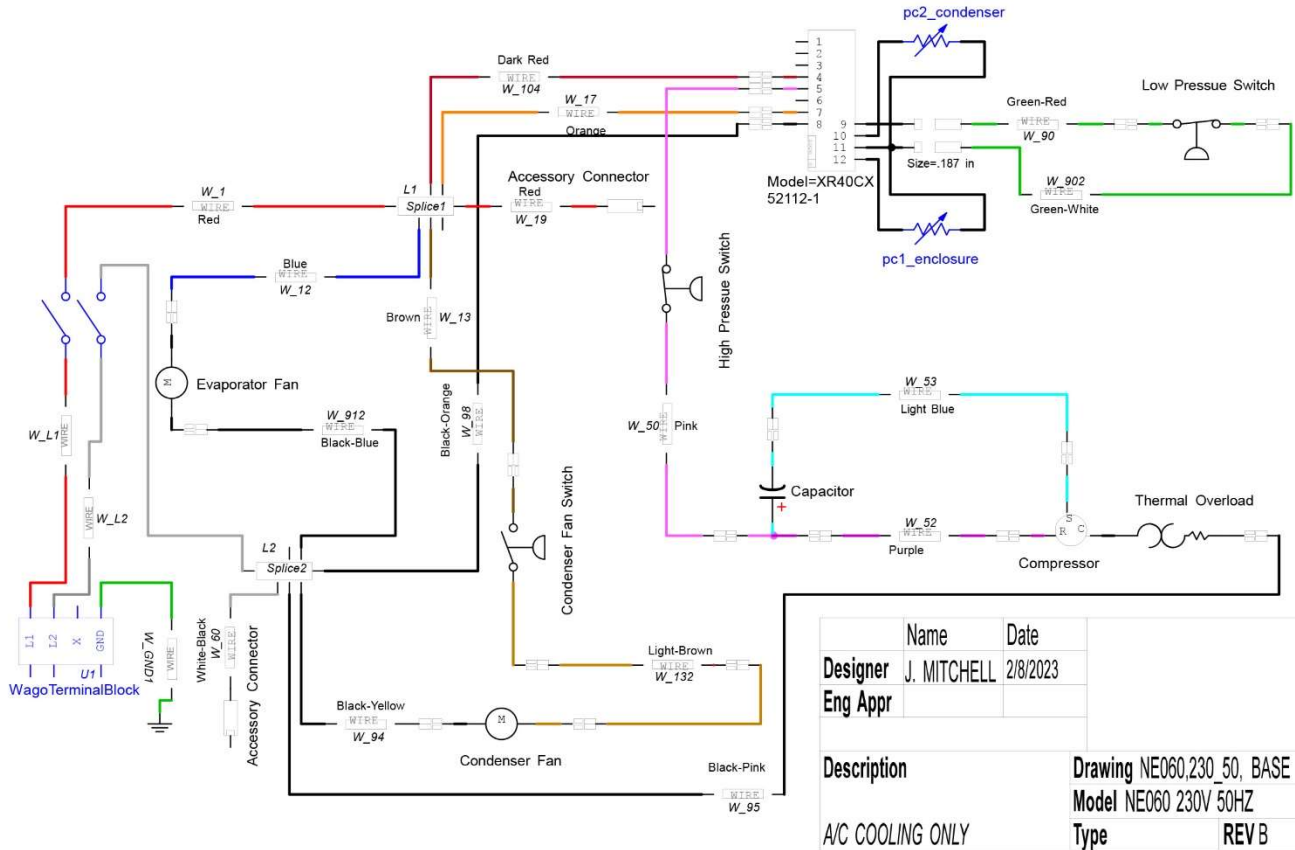 pc2_condenser
1
2
3
4
5
6
7
8
9
10
11
12
Model=XR40CX
52112-1
pc1_enclosure
Dark Red
WIRE
W_104
W_17
WIRE
Orange
Green-Red
WIRE
W_90
Size=.187 in
W_902
WIRE
Green-White
Low Pressue Switch
W_1
WIRE
Red
L1
Splice1
Accessory Connector
Red
WIRE
W_19
Blue
WIRE
W_12
Brown
WIRE
W_13
High Pressue Switch
M
Evaporator Fan
W_912
WIRE
Black-Blue
Black-Orange
W_98
WIRE
W_50
WIRE
Pink
W_53
WIRE
Light Blue
Capacitor
+
W_52
WIRE
Purple
S
R
C
Compressor
Thermal Overload
W_L1
WIRE
WIRE
W_L2
L2
Splice2
Condenser Fan Switch
L1
L2
X
GND
U1
WagoTerminalBlock
W_GND1
WIRE
White-Black
W_60
WIRE
Accessory Connector
Light-Brown
WIRE
W_132
Black-Yellow
WIRE
W_94
M
Condenser Fan
Black-Pink
WIRE
W_95
Name Date
Designer J. MITCHELL 2/8/2023
Eng Appr
Description Drawing NE060,230_50, BASE
Model NE060 230V 50HZ
A/C COOLING ONLY Type REV B